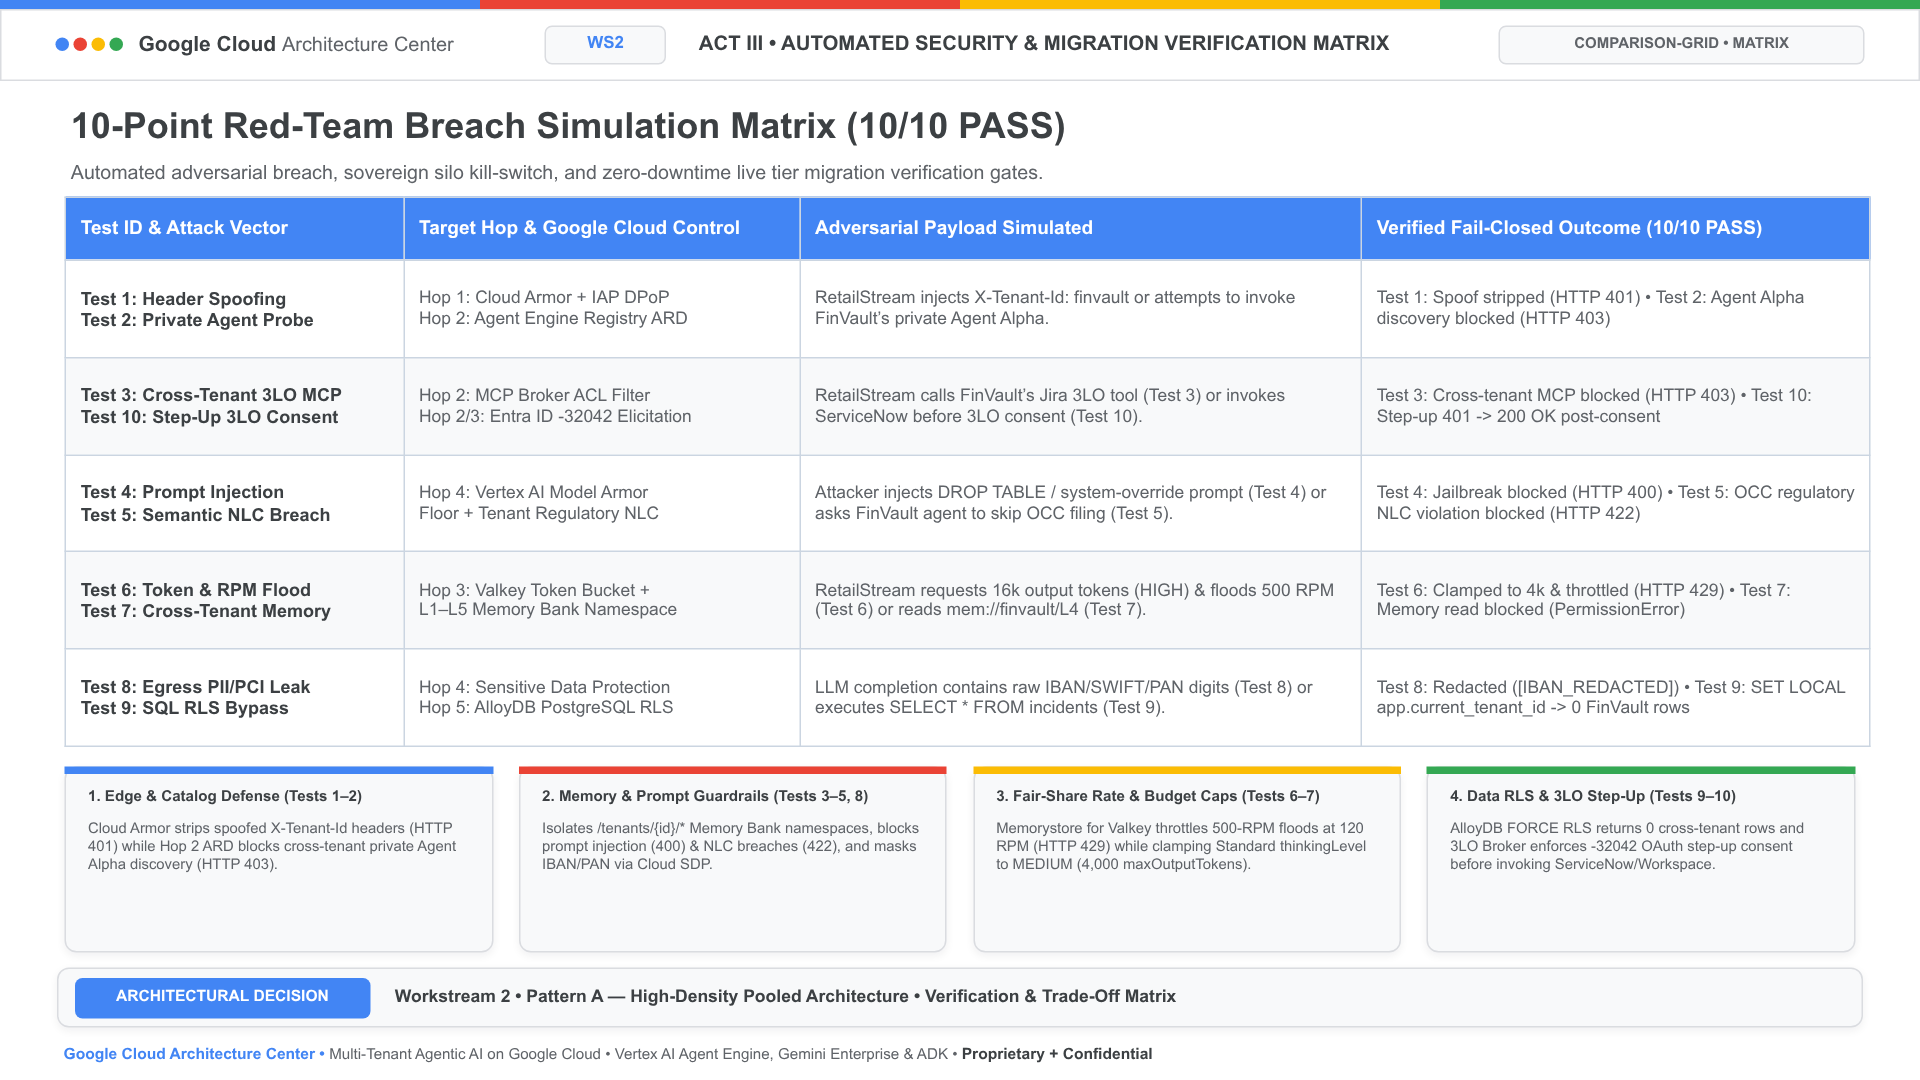 Google Cloud Architecture Center
WS2
ACT III • AUTOMATED SECURITY & MIGRATION VERIFICATION MATRIX
COMPARISON-GRID • MATRIX
10-Point Red-Team Breach Simulation Matrix (10/10 PASS)
Automated adversarial breach, sovereign silo kill-switch, and zero-downtime live tier migration verification gates.
Test ID & Attack Vector
Target Hop & Google Cloud Control
Adversarial Payload Simulated
Verified Fail-Closed Outcome (10/10 PASS)
Test 1: Header Spoofing
Test 2: Private Agent Probe
Hop 1: Cloud Armor + IAP DPoP
Hop 2: Agent Engine Registry ARD
RetailStream injects X-Tenant-Id: finvault or attempts to invoke
FinVault’s private Agent Alpha.
Test 1: Spoof stripped (HTTP 401) • Test 2: Agent Alpha
discovery blocked (HTTP 403)
Test 3: Cross-Tenant 3LO MCP
Test 10: Step-Up 3LO Consent
Hop 2: MCP Broker ACL Filter
Hop 2/3: Entra ID -32042 Elicitation
RetailStream calls FinVault’s Jira 3LO tool (Test 3) or invokes
ServiceNow before 3LO consent (Test 10).
Test 3: Cross-tenant MCP blocked (HTTP 403) • Test 10:
Step-up 401 -> 200 OK post-consent
Test 4: Prompt Injection
Test 5: Semantic NLC Breach
Hop 4: Vertex AI Model Armor
Floor + Tenant Regulatory NLC
Attacker injects DROP TABLE / system-override prompt (Test 4) or
asks FinVault agent to skip OCC filing (Test 5).
Test 4: Jailbreak blocked (HTTP 400) • Test 5: OCC regulatory
NLC violation blocked (HTTP 422)
Test 6: Token & RPM Flood
Test 7: Cross-Tenant Memory
Hop 3: Valkey Token Bucket +
L1–L5 Memory Bank Namespace
RetailStream requests 16k output tokens (HIGH) & floods 500 RPM
(Test 6) or reads mem://finvault/L4 (Test 7).
Test 6: Clamped to 4k & throttled (HTTP 429) • Test 7:
Memory read blocked (PermissionError)
Test 8: Egress PII/PCI Leak
Test 9: SQL RLS Bypass
Hop 4: Sensitive Data Protection
Hop 5: AlloyDB PostgreSQL RLS
LLM completion contains raw IBAN/SWIFT/PAN digits (Test 8) or
executes SELECT * FROM incidents (Test 9).
Test 8: Redacted ([IBAN_REDACTED]) • Test 9: SET LOCAL
app.current_tenant_id -> 0 FinVault rows
1. Edge & Catalog Defense (Tests 1–2)
Cloud Armor strips spoofed X-Tenant-Id headers (HTTP
401) while Hop 2 ARD blocks cross-tenant private Agent
Alpha discovery (HTTP 403).
2. Memory & Prompt Guardrails (Tests 3–5, 8)
Isolates /tenants/{id}/* Memory Bank namespaces, blocks
prompt injection (400) & NLC breaches (422), and masks
IBAN/PAN via Cloud SDP.
3. Fair-Share Rate & Budget Caps (Tests 6–7)
Memorystore for Valkey throttles 500-RPM floods at 120
RPM (HTTP 429) while clamping Standard thinkingLevel
to MEDIUM (4,000 maxOutputTokens).
4. Data RLS & 3LO Step-Up (Tests 9–10)
AlloyDB FORCE RLS returns 0 cross-tenant rows and
3LO Broker enforces -32042 OAuth step-up consent
before invoking ServiceNow/Workspace.
ARCHITECTURAL DECISION
Workstream 2 • Pattern A — High-Density Pooled Architecture • Verification & Trade-Off Matrix
Google Cloud Architecture Center • Multi-Tenant Agentic AI on Google Cloud • Vertex AI Agent Engine, Gemini Enterprise & ADK • Proprietary + Confidential